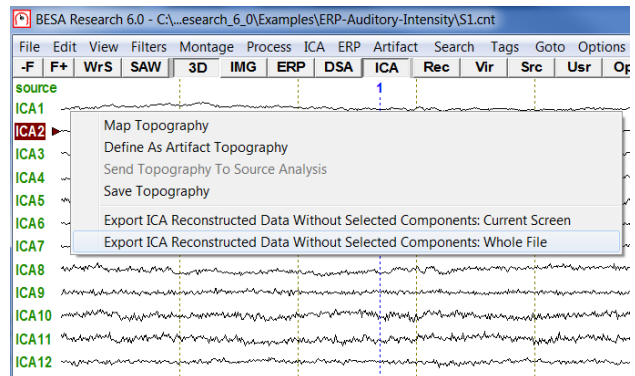 BESA Research 6.0 - C:\...esearch_6_0\Examples\ERP-Auditory-Intensity\S1.cnt
File Edit View Filters Montage Process ICA ERP Artifact Search Tags Goto Options
-F F+ WrS SAW 3D IMG ERP DSA ICA Rec Vir Src Usr Op
source 1
ICA1
ICA2
Map Topography
Define As Artifact Topography
ICA3
Send Topography To Source Analysis
ICA4
Save Topography
ICA5
Export ICA Reconstructed Data Without Selected Components: Current Screen
ICA6
Export ICA Reconstructed Data Without Selected Components: Whole File
ICA7
ICA8
ICA9
ICA10
ICA11
ICA12